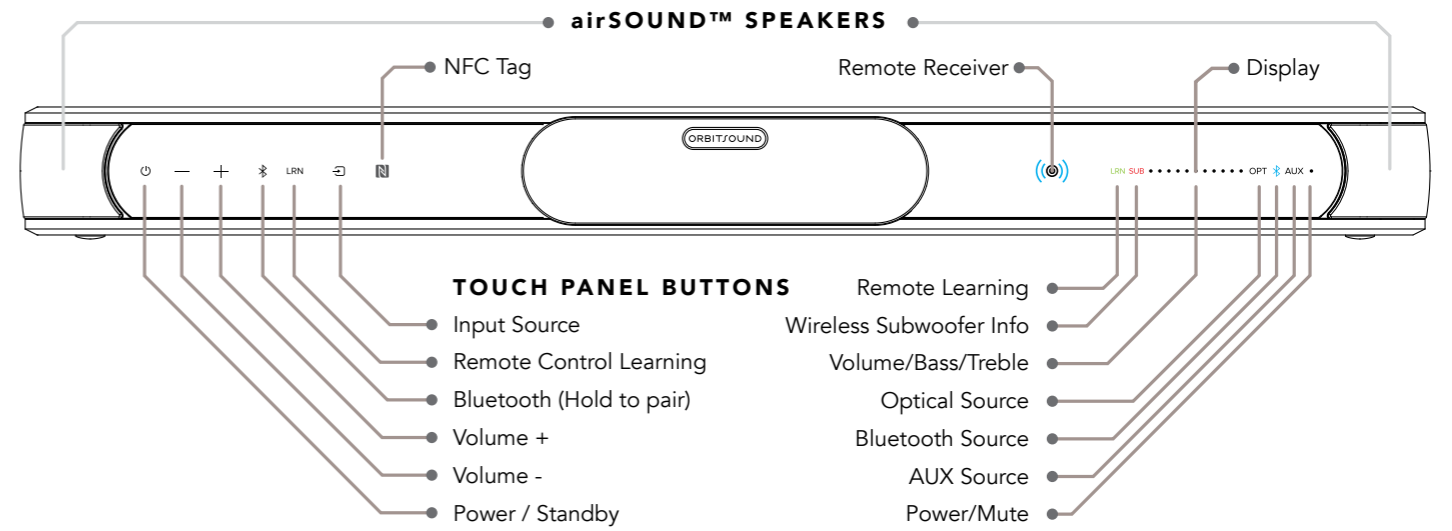 airSOUND™ SPEAKERS
NFC Tag
Remote Receiver
Display
ORBITSOUND
LRN
LRN SUB OPT AUX
TOUCH PANEL BUTTONS
Input Source
Remote Control Learning
Bluetooth (Hold to pair)
Volume +
Volume -
Power / Standby
Remote Learning
Wireless Subwoofer Info
Volume/Bass/Treble
Optical Source
Bluetooth Source
AUX Source
Power/Mute